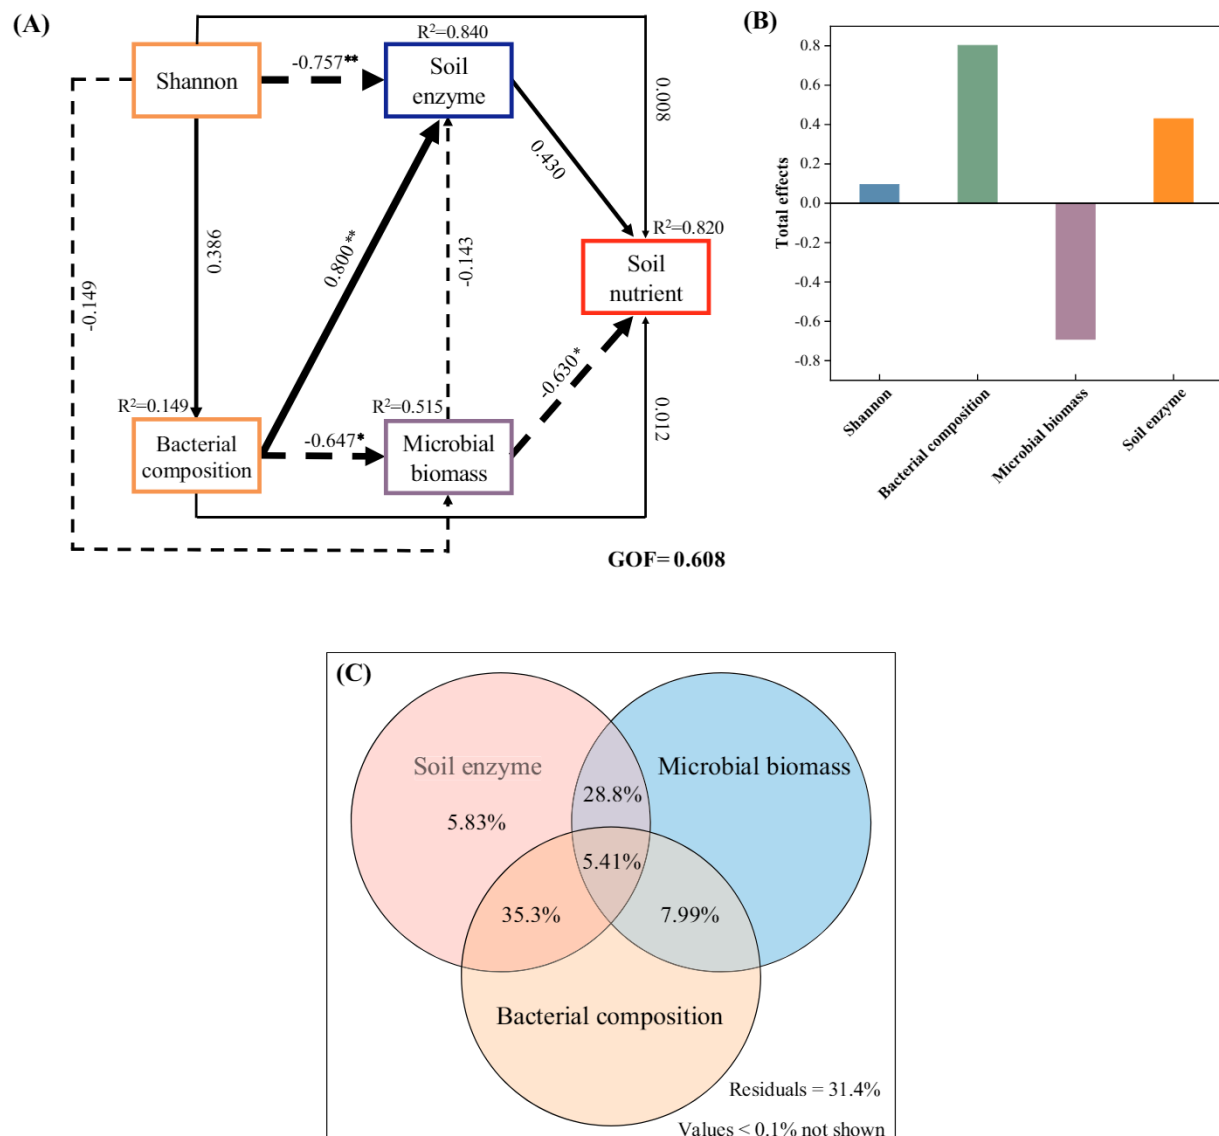 (A)
R²=0.840
Shannon
-0.757**
Soil
enzyme
0.008
0.430
R²=0.820
0.386
0.800**
-0.143
Soil
nutrient
-0.149
-0.630*
R²=0.149
R²=0.515
0.012
Bacterial
composition
-0.647*
Microbial
biomass
GOF=0.608
(B)
Total effects
0.8
0.6
0.4
0.2
0.0
-0.2
-0.4
-0.6
-0.8
Shannon
Bacterial composition
Microbial biomass
Soil enzyme
(C)
Soil enzyme
Microbial biomass
28.8%
5.83%
5.41%
35.3%
7.99%
Bacterial composition
Residuals = 31.4%
Values < 0.1% not shown